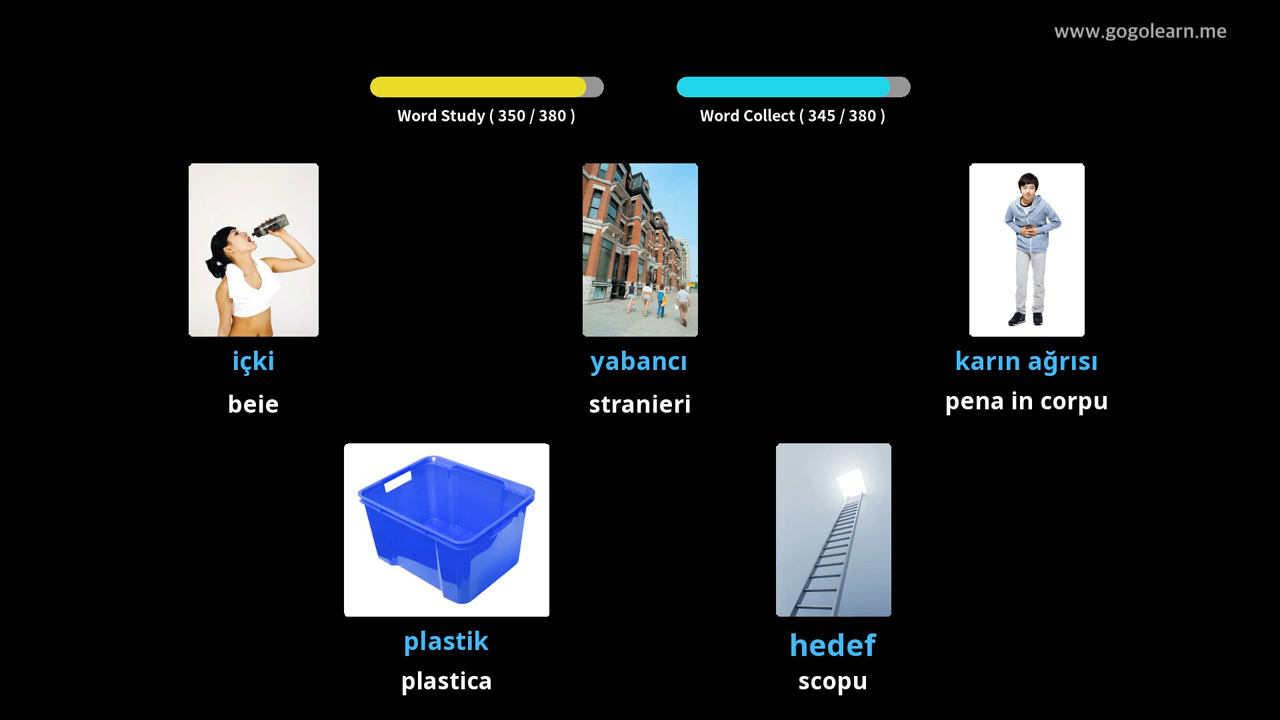 www.gogolearn.me
Word Study ( 350 / 380 )
Word Collect ( 345 / 380 )
içki
yabancı
karın ağrısı
beie
stranieri
pena in corpu
plastik
hedef
plastica
scopu